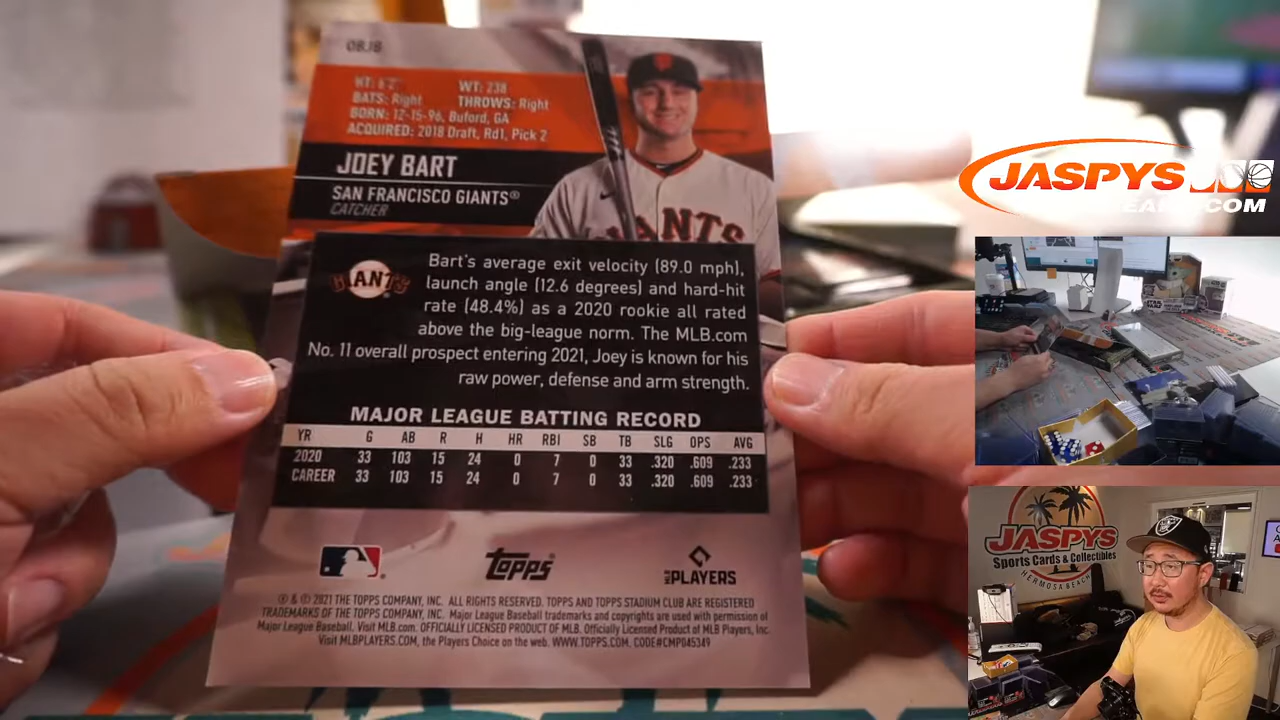 OBJB
HT: 6'2" WT: 238
BATS: Right THROWS: Right
BORN: 12-15-96, Buford, GA
ACQUIRED: 2018 Draft, Rd1, Pick 2
JOEY BART
SAN FRANCISCO GIANTS®
CATCHER
GIANTS
GIANTS
Bart's average exit velocity (89.0 mph),
launch angle (12.6 degrees) and hard-hit
rate (48.4%) as a 2020 rookie all rated
above the big-league norm. The MLB.com
No. 11 overall prospect entering 2021, Joey is known for his
raw power, defense and arm strength.
MAJOR LEAGUE BATTING RECORD
YR G AB R H HR RBI SB TB SLG OPS AVG
2020 33 103 15 24 0 7 0 33 .320 .609 .233
CAREER 33 103 15 24 0 7 0 33 .320 .609 .233
Topps
MLB PLAYERS
® & © 2021 THE TOPPS COMPANY, INC. ALL RIGHTS RESERVED. TOPPS AND TOPPS STADIUM CLUB ARE REGISTERED
TRADEMARKS OF THE TOPPS COMPANY, INC. Major League Baseball trademarks and copyrights are used with permission of
Major League Baseball. Visit MLB.com. OFFICIALLY LICENSED PRODUCT OF MLB. Officially Licensed Product of MLB Players, Inc.
Visit MLBPLAYERS.COM, the Players Choice on the web. WWW.TOPPS.COM. CODE#CMP045349
JASPYS
.COM
JASPYS
Sports Cards & Collectibles
HERMOSA BEACH